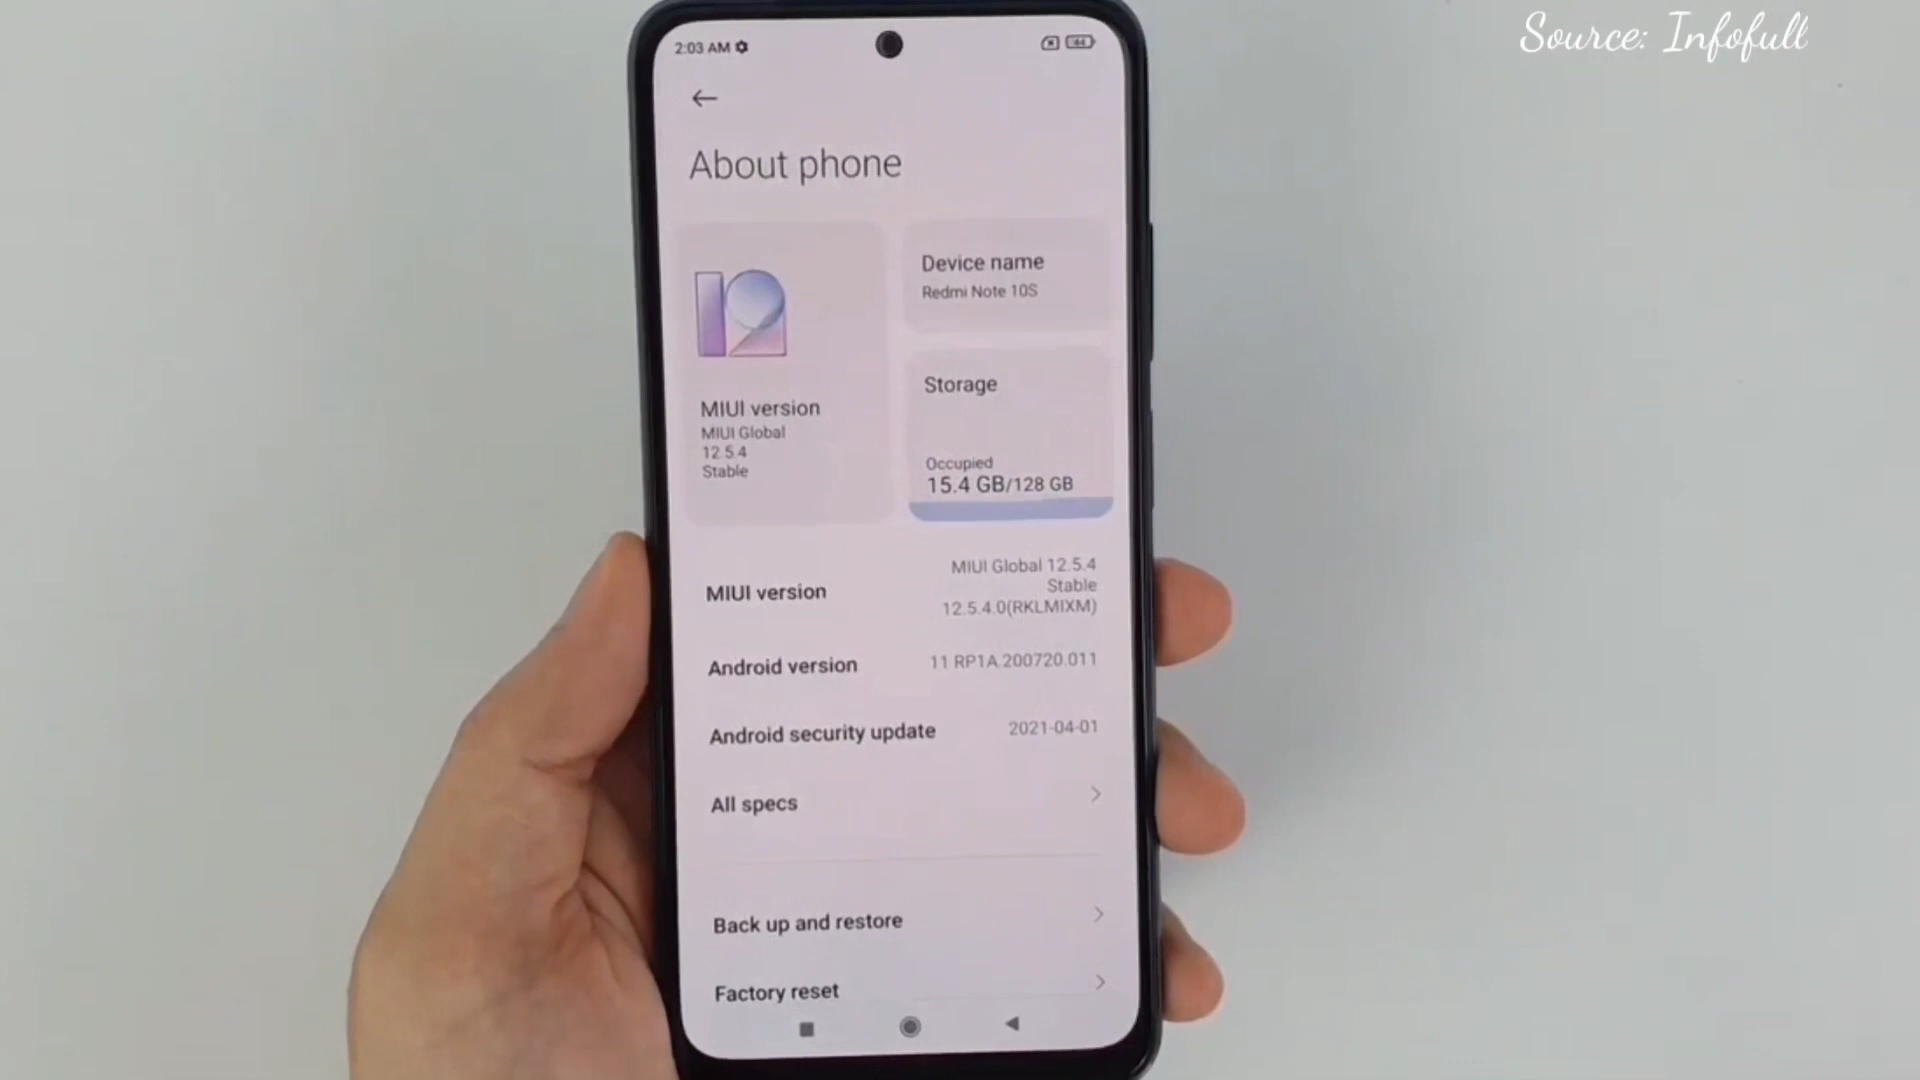 Source: Infofull
2:03 AM
About phone
12
MIUI version
MIUI Global
12.5.4
Stable
Device name
Redmi Note 10S
Storage
Occupied
15.4 GB/128 GB
MIUI version
MIUI Global 12.5.4
Stable
12.5.4.0(RKLMIXM)
Android version
11 RP1A.200720.011
Android security update
2021-04-01
All specs
Back up and restore
Factory reset